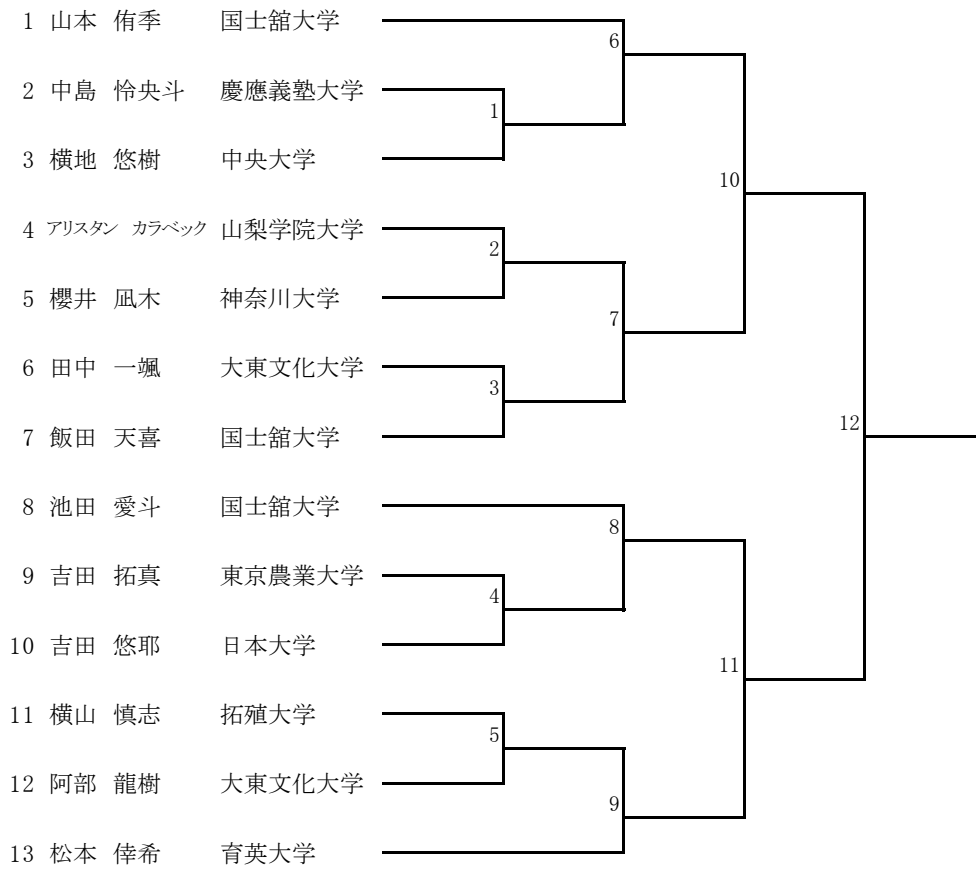 1 山本 侑季 国士舘大学
6
2 中島 怜央斗 慶應義塾大学
1
3 横地 悠樹 中央大学
10
4 アリスタン カラベック 山梨学院大学
2
5 櫻井 凪木 神奈川大学
7
6 田中 一颯 大東文化大学
3
12
7 飯田 天喜 国士舘大学
8 池田 愛斗 国士舘大学
8
9 吉田 拓真 東京農業大学
4
10 吉田 悠耶 日本大学
11
11 横山 慎志 拓殖大学
5
12 阿部 龍樹 大東文化大学
9
13 松本 倖希 育英大学